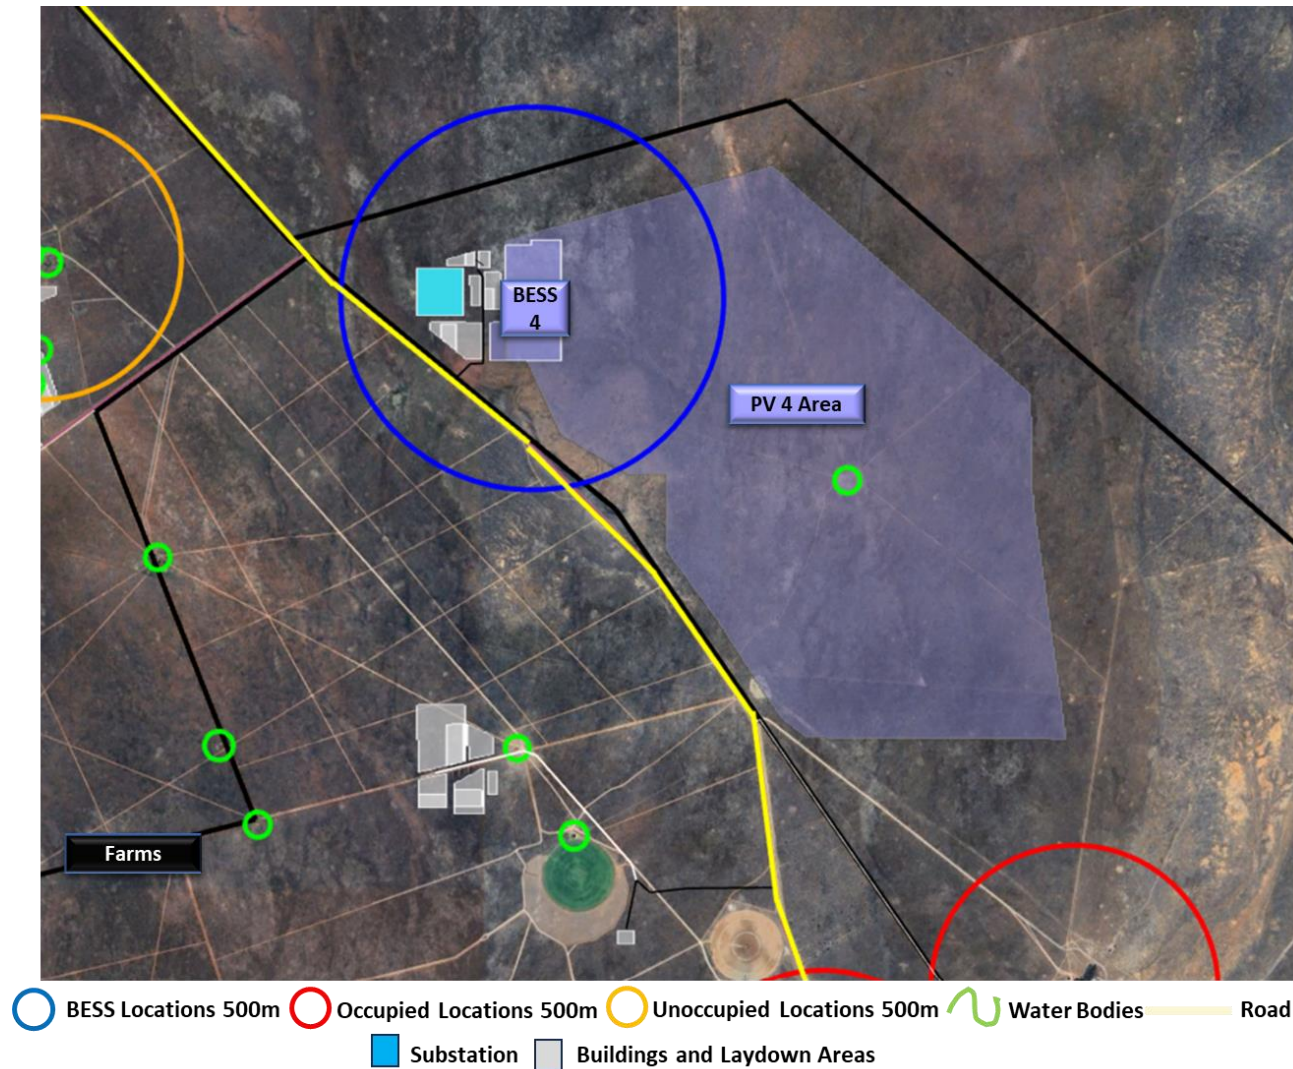 BESS
4
PV 4 Area
Farms
BESS Locations 500m Occupied Locations 500m Unoccupied Locations 500m Water Bodies Road
Substation Buildings and Laydown Areas